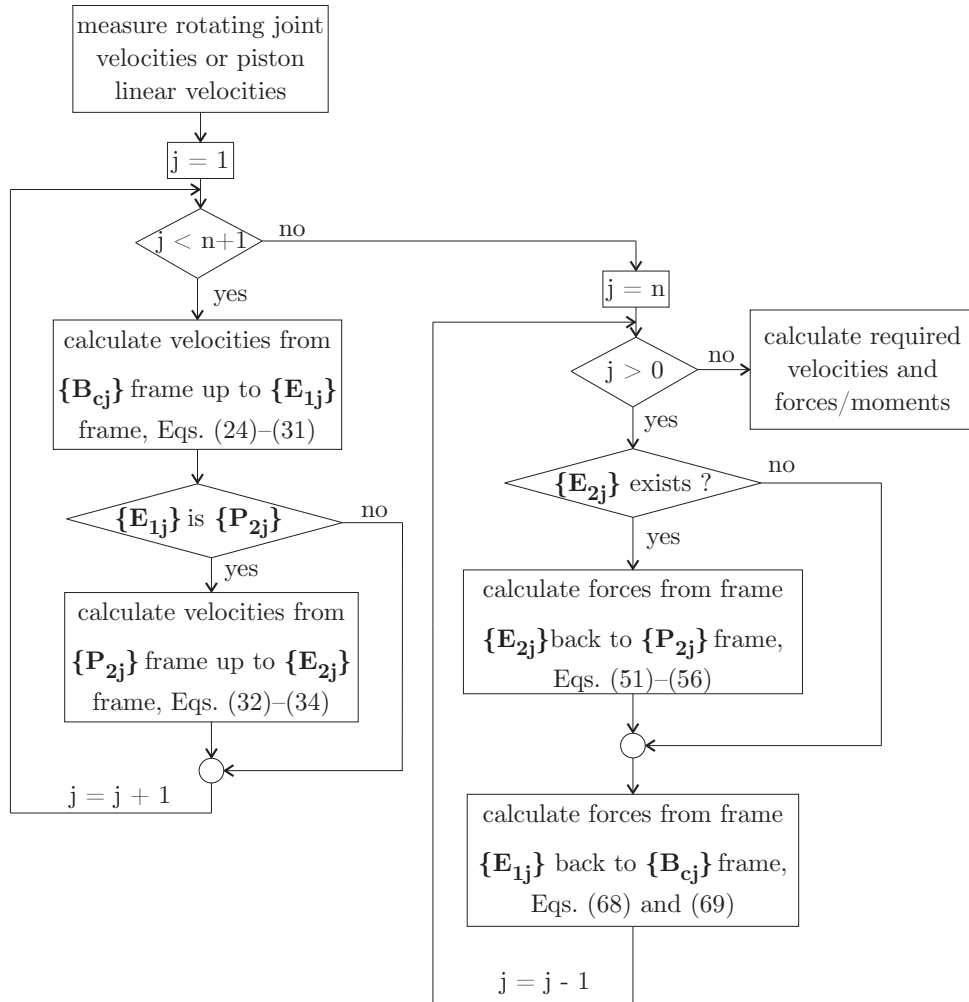 measure rotating joint
velocities or piston
linear velocities
j = 1
j < n+1
no
yes
calculate velocities from
{B_cj} frame up to {E_1j}
frame, Eqs. (24)–(31)
{E_1j} is {P_2j}
no
yes
calculate velocities from
{P_2j} frame up to {E_2j}
frame, Eqs. (32)–(34)
j = j + 1
j = n
j > 0
no
calculate required
velocities and
forces/moments
yes
{E_2j} exists ?
no
yes
calculate forces from frame
{E_2j} back to {P_2j} frame,
Eqs. (51)–(56)
calculate forces from frame
{E_1j} back to {B_cj} frame,
Eqs. (68) and (69)
j = j - 1